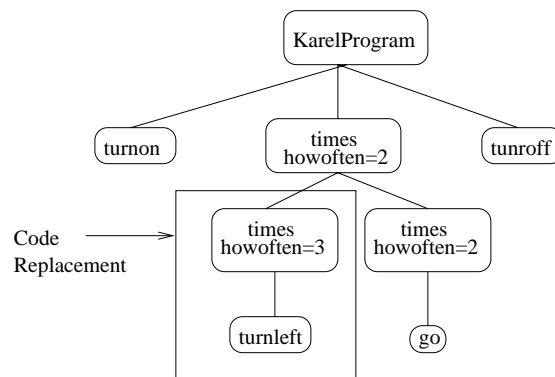 KarelProgram
turnon
times
howoften=2
tunroff
Code
Replacement
times
howoften=3
times
howoften=2
turnleft
go